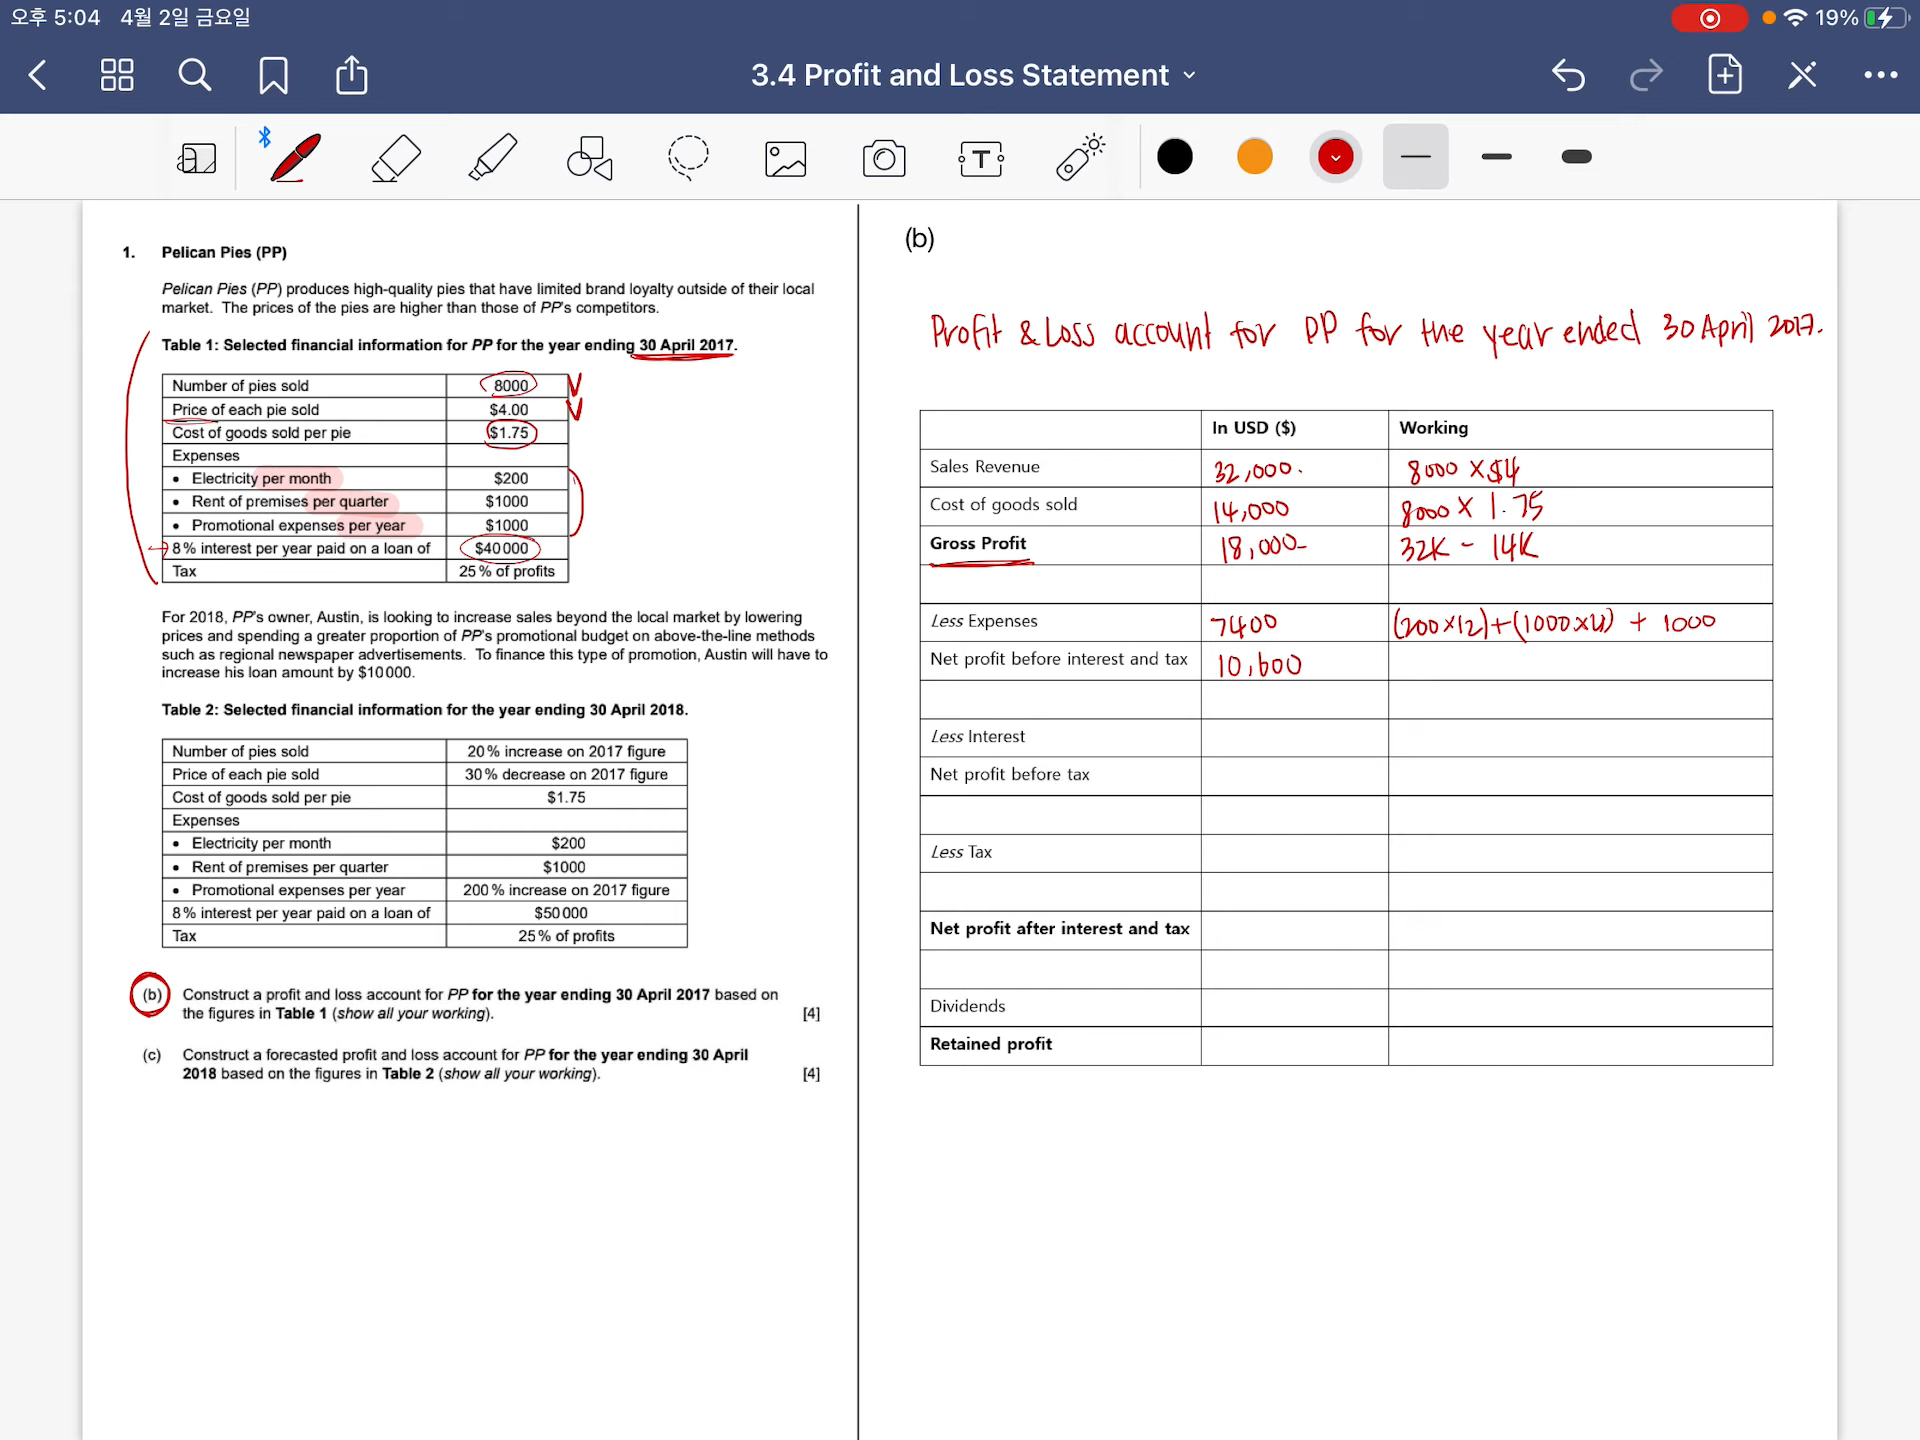 오후 5:04 4월 2일 금요일
19%
3.4 Profit and Loss Statement
1. Pelican Pies (PP)
Pelican Pies (PP) produces high-quality pies that have limited brand loyalty outside of their local
market. The prices of the pies are higher than those of PP's competitors.
Table 1: Selected financial information for PP for the year ending 30 April 2017.
Number of pies sold 8000
Price of each pie sold $4.00
Cost of goods sold per pie $1.75
Expenses
• Electricity per month $200
• Rent of premises per quarter $1000
• Promotional expenses per year $1000
8% interest per year paid on a loan of $40000
Tax 25% of profits
For 2018, PP's owner, Austin, is looking to increase sales beyond the local market by lowering
prices and spending a greater proportion of PP's promotional budget on above-the-line methods
such as regional newspaper advertisements. To finance this type of promotion, Austin will have to
increase his loan amount by $10000.
Table 2: Selected financial information for the year ending 30 April 2018.
Number of pies sold 20% increase on 2017 figure
Price of each pie sold 30% decrease on 2017 figure
Cost of goods sold per pie $1.75
Expenses
• Electricity per month $200
• Rent of premises per quarter $1000
• Promotional expenses per year 200% increase on 2017 figure
8% interest per year paid on a loan of $50000
Tax 25% of profits
(b) Construct a profit and loss account for PP for the year ending 30 April 2017 based on
the figures in Table 1 (show all your working). [4]
(c) Construct a forecasted profit and loss account for PP for the year ending 30 April
2018 based on the figures in Table 2 (show all your working). [4]
(b)
Profit & Loss account for PP for the year ended 30 April 2017.
In USD ($) Working
Sales Revenue 32,000. 8000 x $4
Cost of goods sold 14,000 8000 x 1.75
Gross Profit 18,000- 32K - 14K
Less Expenses 7400 (200x12)+(1000x4) + 1000
Net profit before interest and tax 10,600
Less Interest
Net profit before tax
Less Tax
Net profit after interest and tax
Dividends
Retained profit